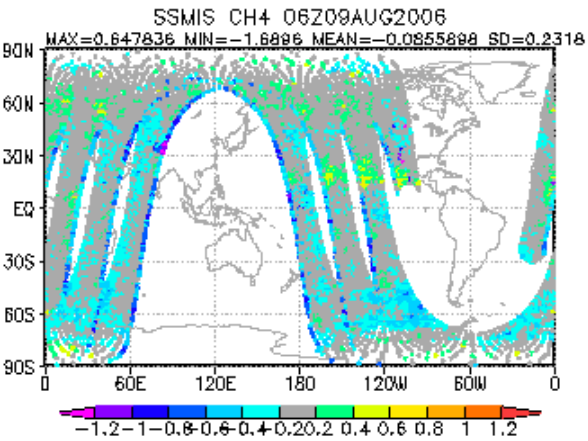 SSMIS CH4 06Z09AUG2006
MAX=0.647836 MIN=-1.6896 MEAN=-0.0855898 SD=0.2318
90N
60N
30N
EQ
30S
60S
90S
0 60E 120E 180 120W 60W 0
-1.2 -1 -0.8 -0.6 -0.4 -0.2 0.2 0.4 0.6 0.8 1 1.2